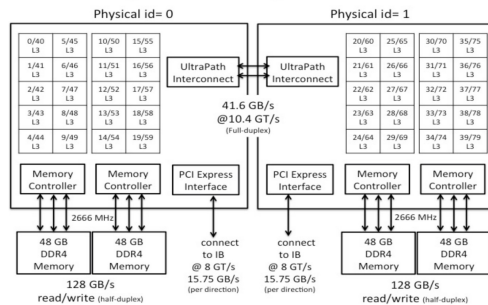 Physical id= 0
Physical id= 1
0/40 L3
5/45 L3
10/50 L3
15/55 L3
1/41 L3
6/46 L3
11/51 L3
16/56 L3
2/42 L3
7/47 L3
12/52 L3
17/57 L3
3/43 L3
8/48 L3
13/53 L3
18/58 L3
4/44 L3
9/49 L3
14/54 L3
19/59 L3
UltraPath
Interconnect
UltraPath
Interconnect
41.6 GB/s
@10.4 GT/s
(Full-duplex)
20/60 L3
25/65 L3
30/70 L3
35/75 L3
21/61 L3
26/66 L3
31/71 L3
36/76 L3
22/62 L3
27/67 L3
32/72 L3
37/77 L3
23/63 L3
28/68 L3
33/73 L3
38/78 L3
24/64 L3
29/69 L3
34/74 L3
39/79 L3
Memory
Controller
Memory
Controller
PCI Express
Interface
PCI Express
Interface
Memory
Controller
Memory
Controller
2666 MHz
2666 MHz
48 GB
DDR4
Memory
48 GB
DDR4
Memory
128 GB/s
read/write (half-duplex)
connect
to IB
@ 8 GT/s
15.75 GB/s
(per direction)
connect
to IB
@ 8 GT/s
15.75 GB/s
(per direction)
48 GB
DDR4
Memory
48 GB
DDR4
Memory
128 GB/s
read/write (half-duplex)